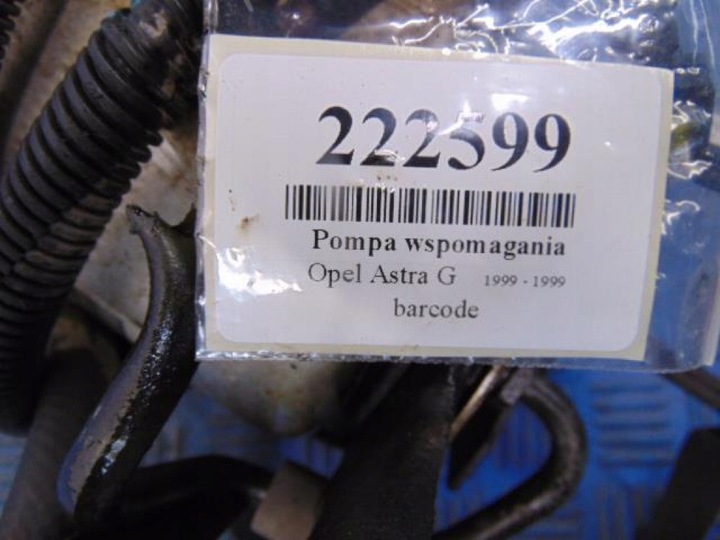 222599
Pompa wspomagania
Opel Astra G 1999 - 1999
barcode